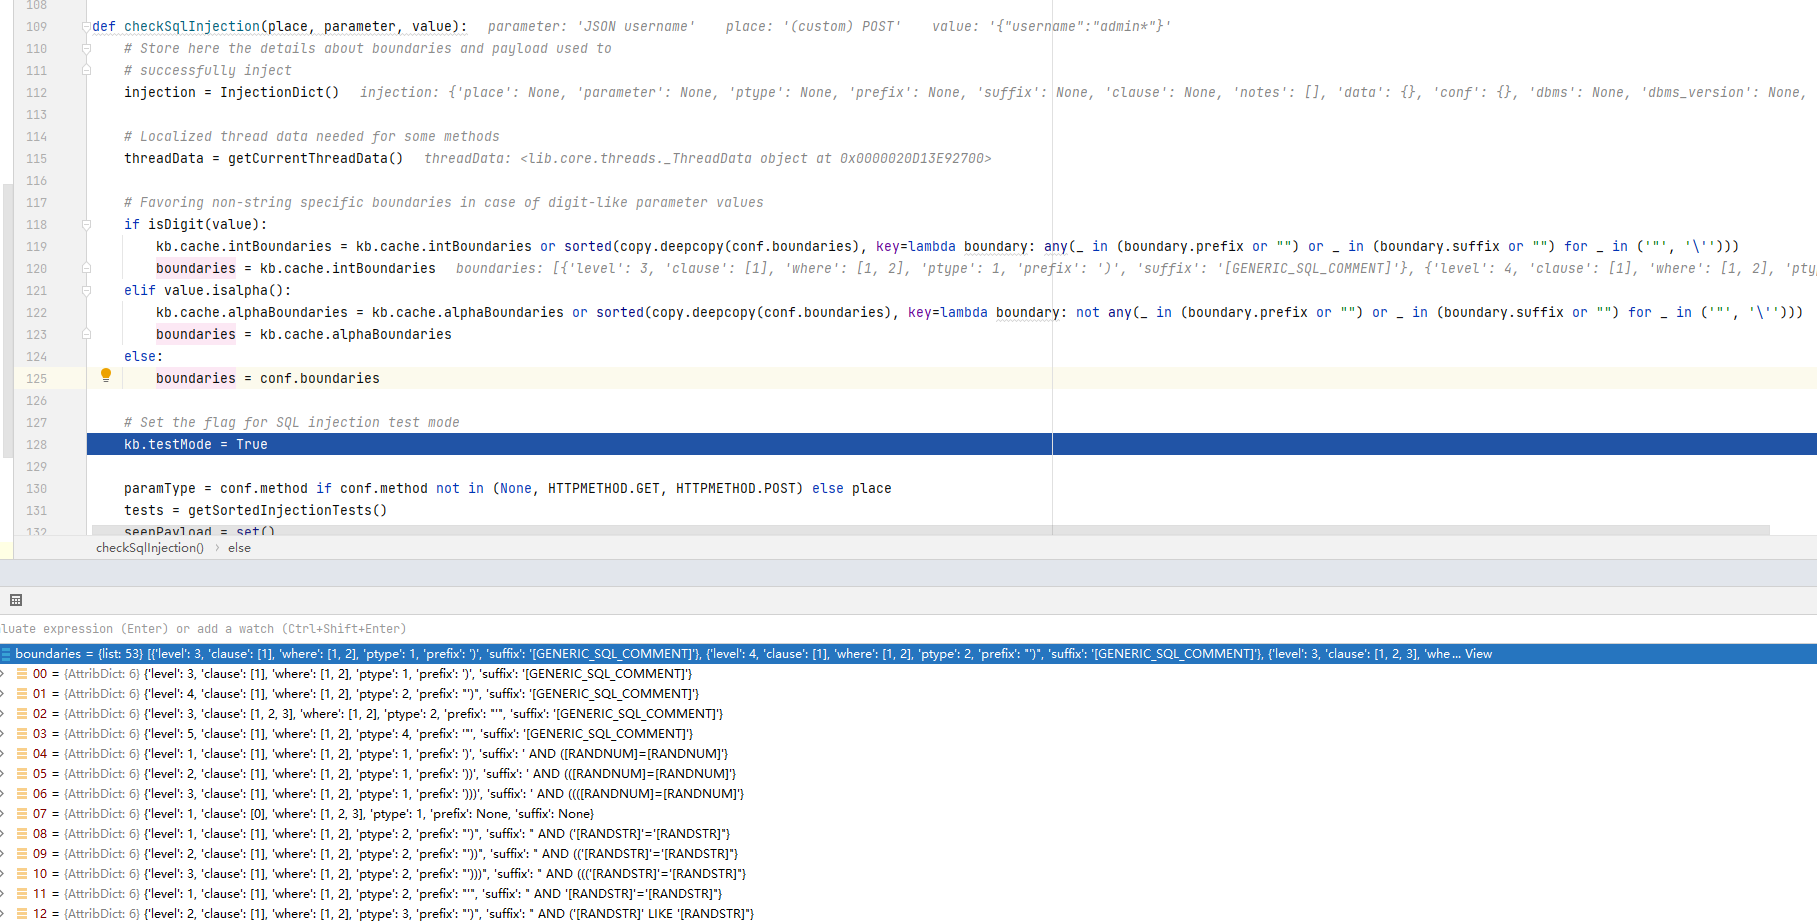 108
109 def checkSqlInjection(place, parameter, value): parameter: 'JSON username' place: '(custom) POST' value: '{"username":"admin*"}'
110 # Store here the details about boundaries and payload used to
111 # successfully inject
112 injection = InjectionDict() injection: {'place': None, 'parameter': None, 'ptype': None, 'prefix': None, 'suffix': None, 'clause': None, 'notes': [], 'data': {}, 'conf': {}, 'dbms': None, 'dbms_version': None,
113
114 # Localized thread data needed for some methods
115 threadData = getCurrentThreadData() threadData: <lib.core.threads._ThreadData object at 0x0000020D13E92700>
116
117 # Favoring non-string specific boundaries in case of digit-like parameter values
118 if isDigit(value):
119 kb.cache.intBoundaries = kb.cache.intBoundaries or sorted(copy.deepcopy(conf.boundaries), key=lambda boundary: any(_ in (boundary.prefix or "") or _ in (boundary.suffix or "") for _ in ('"', '\'')))
120 boundaries = kb.cache.intBoundaries boundaries: [{'level': 3, 'clause': [1], 'where': [1, 2], 'ptype': 1, 'prefix': ')', 'suffix': '[GENERIC_SQL_COMMENT]'}, {'level': 4, 'clause': [1], 'where': [1, 2], 'pty
121 elif value.isalpha():
122 kb.cache.alphaBoundaries = kb.cache.alphaBoundaries or sorted(copy.deepcopy(conf.boundaries), key=lambda boundary: not any(_ in (boundary.prefix or "") or _ in (boundary.suffix or "") for _ in ('"', '\'')))
123 boundaries = kb.cache.alphaBoundaries
124 else:
125 boundaries = conf.boundaries
126
127 # Set the flag for SQL injection test mode
128 kb.testMode = True
129
130 paramType = conf.method if conf.method not in (None, HTTPMETHOD.GET, HTTPMETHOD.POST) else place
131 tests = getSortedInjectionTests()
132 seenPayload = set()
checkSqlInjection() › else
luate expression (Enter) or add a watch (Ctrl+Shift+Enter)
boundaries = {list: 53} [{'level': 3, 'clause': [1], 'where': [1, 2], 'ptype': 1, 'prefix': ')', 'suffix': '[GENERIC_SQL_COMMENT]'}, {'level': 4, 'clause': [1], 'where': [1, 2], 'ptype': 2, 'prefix': "')", 'suffix': '[GENERIC_SQL_COMMENT]'}, {'level': 3, 'clause': [1, 2, 3], 'whe... View
00 = {AttribDict: 6} {'level': 3, 'clause': [1], 'where': [1, 2], 'ptype': 1, 'prefix': ')', 'suffix': '[GENERIC_SQL_COMMENT]'}
01 = {AttribDict: 6} {'level': 4, 'clause': [1], 'where': [1, 2], 'ptype': 2, 'prefix': "')", 'suffix': '[GENERIC_SQL_COMMENT]'}
02 = {AttribDict: 6} {'level': 3, 'clause': [1, 2, 3], 'where': [1, 2], 'ptype': 2, 'prefix': "'", 'suffix': '[GENERIC_SQL_COMMENT]'}
03 = {AttribDict: 6} {'level': 5, 'clause': [1], 'where': [1, 2], 'ptype': 4, 'prefix': '"', 'suffix': '[GENERIC_SQL_COMMENT]'}
04 = {AttribDict: 6} {'level': 1, 'clause': [1], 'where': [1, 2], 'ptype': 1, 'prefix': ')', 'suffix': ' AND ([RANDNUM]=[RANDNUM]'}
05 = {AttribDict: 6} {'level': 2, 'clause': [1], 'where': [1, 2], 'ptype': 1, 'prefix': '))', 'suffix': ' AND (([RANDNUM]=[RANDNUM]'}
06 = {AttribDict: 6} {'level': 3, 'clause': [1], 'where': [1, 2], 'ptype': 1, 'prefix': ')))', 'suffix': ' AND ((([RANDNUM]=[RANDNUM]'}
07 = {AttribDict: 6} {'level': 1, 'clause': [0], 'where': [1, 2, 3], 'ptype': 1, 'prefix': None, 'suffix': None}
08 = {AttribDict: 6} {'level': 1, 'clause': [1], 'where': [1, 2], 'ptype': 2, 'prefix': "')", 'suffix': " AND ('[RANDSTR]'='[RANDSTR]"}
09 = {AttribDict: 6} {'level': 2, 'clause': [1], 'where': [1, 2], 'ptype': 2, 'prefix': "'))", 'suffix': " AND (('[RANDSTR]'='[RANDSTR]"}
10 = {AttribDict: 6} {'level': 3, 'clause': [1], 'where': [1, 2], 'ptype': 2, 'prefix': "')))", 'suffix': " AND ((('[RANDSTR]'='[RANDSTR]"}
11 = {AttribDict: 6} {'level': 1, 'clause': [1], 'where': [1, 2], 'ptype': 2, 'prefix': "'", 'suffix': " AND '[RANDSTR]'='[RANDSTR]"}
12 = {AttribDict: 6} {'level': 2, 'clause': [1], 'where': [1, 2], 'ptype': 3, 'prefix': "')", 'suffix': " AND ('[RANDSTR]' LIKE '[RANDSTR]"}